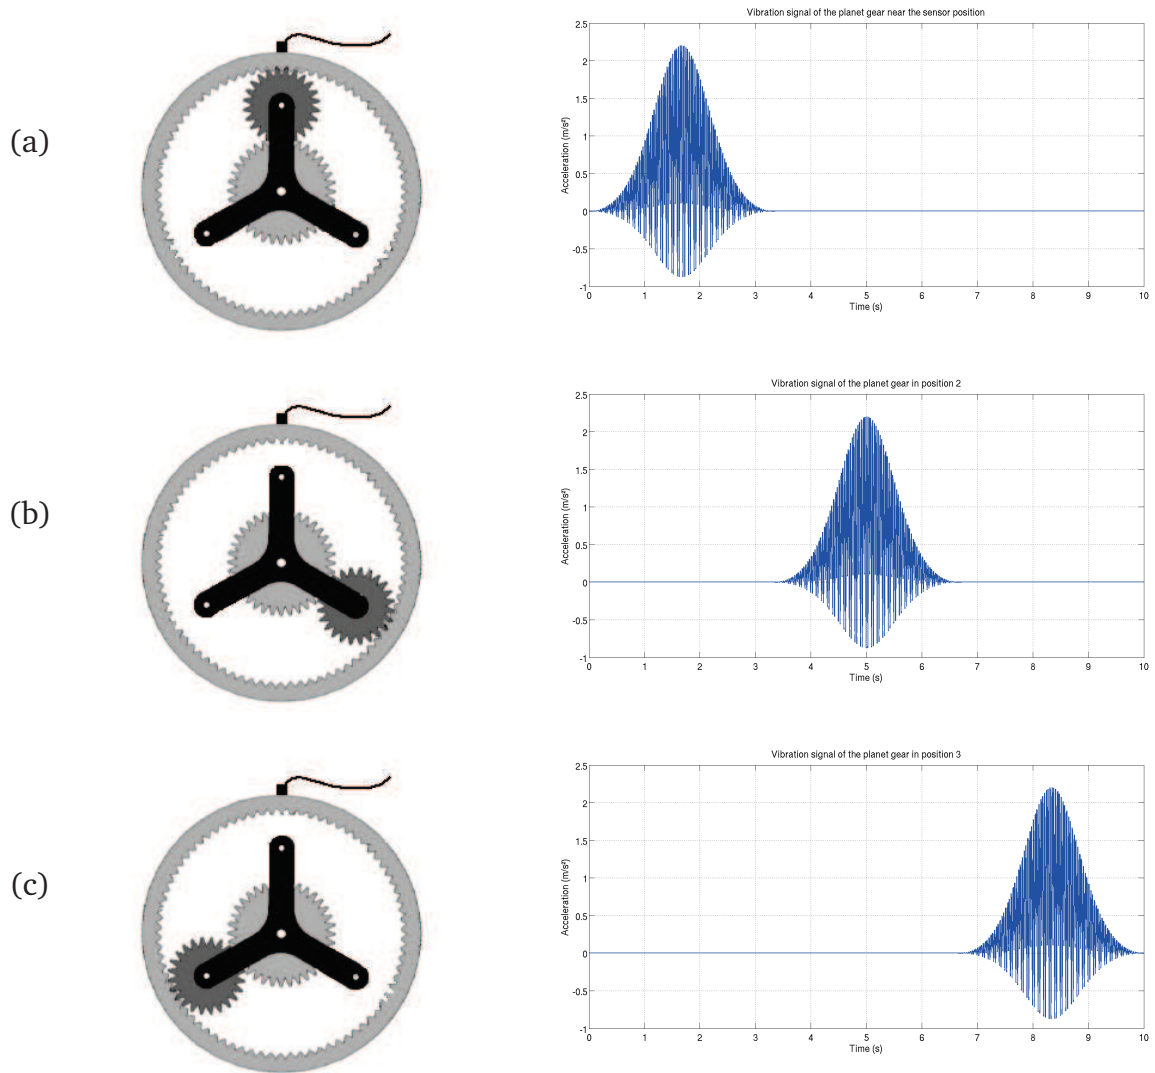 (a)
Vibration signal of the planet gear near the sensor position
Acceleration (m/s²)
2.5
2
1.5
1
0.5
0
-0.5
-1
0 1 2 3 4 5 6 7 8 9 10
Time (s)
(b)
Vibration signal of the planet gear in position 2
Acceleration (m/s²)
2.5
2
1.5
1
0.5
0
-0.5
-1
0 1 2 3 4 5 6 7 8 9 10
Time (s)
(c)
Vibration signal of the planet gear in position 3
Acceleration (m/s²)
2.5
2
1.5
1
0.5
0
-0.5
-1
0 1 2 3 4 5 6 7 8 9 10
Time (s)